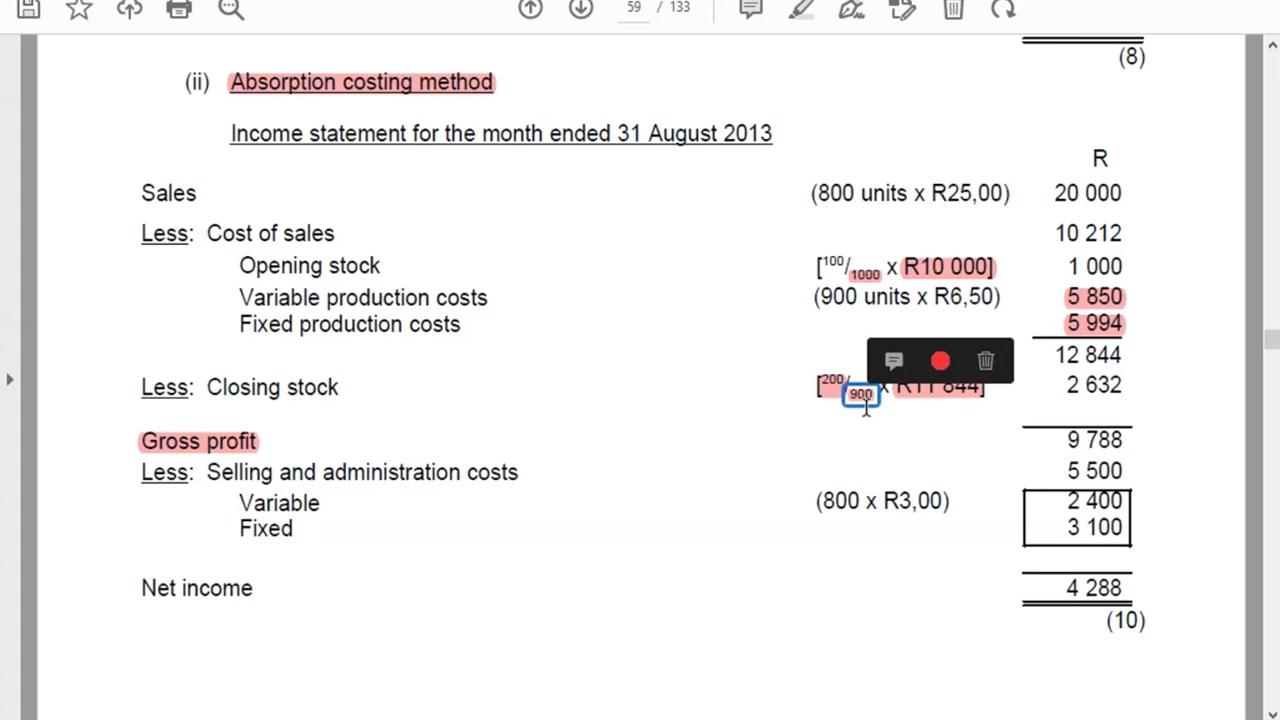 59 / 133
(8)
(ii) Absorption costing method
Income statement for the month ended 31 August 2013
R
Sales (800 units x R25,00) 20 000
Less: Cost of sales 10 212
Opening stock [100/1000 x R10 000] 1 000
Variable production costs (900 units x R6,50) 5 850
Fixed production costs 5 994
12 844
Less: Closing stock [200/900 x R11 844] 2 632
Gross profit 9 788
Less: Selling and administration costs 5 500
Variable (800 x R3,00) 2 400
Fixed 3 100
Net income 4 288
(10)